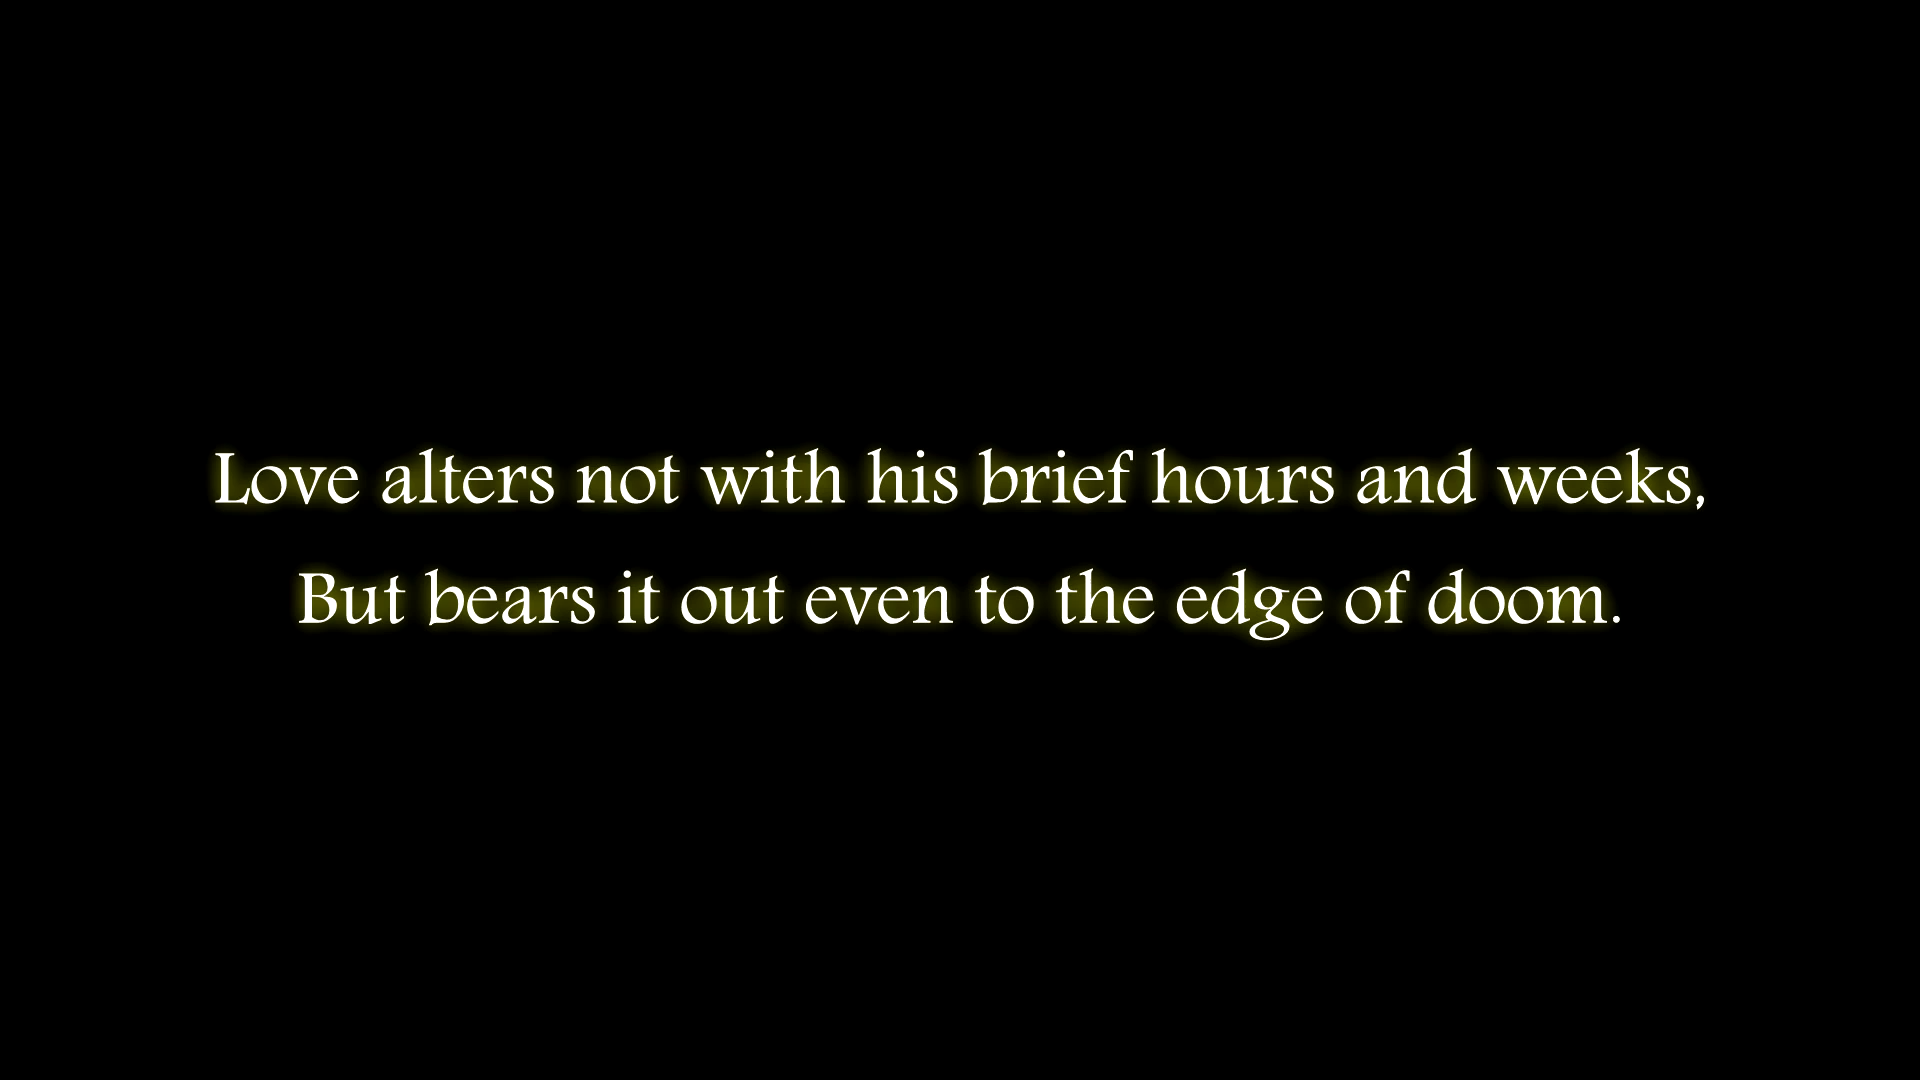 Love alters not with his brief hours and weeks,
But bears it out even to the edge of doom.